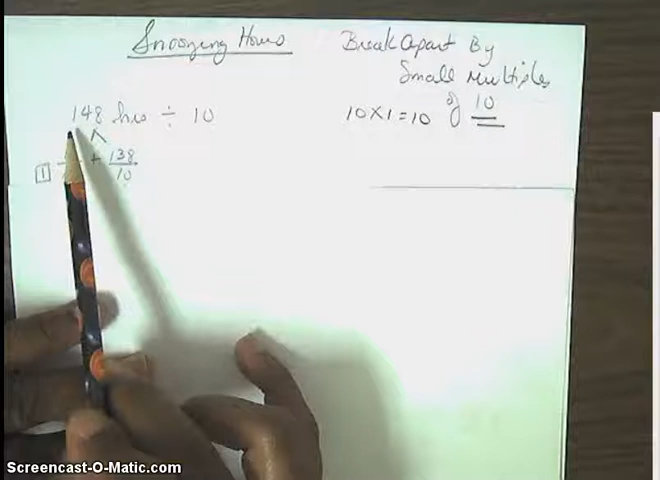 Snoozing Hours
Break Apart By
Small Multiples
of 10
148 hrs ÷ 10
10 x 1 = 10
1
+ 138
10
Screencast-O-Matic.com